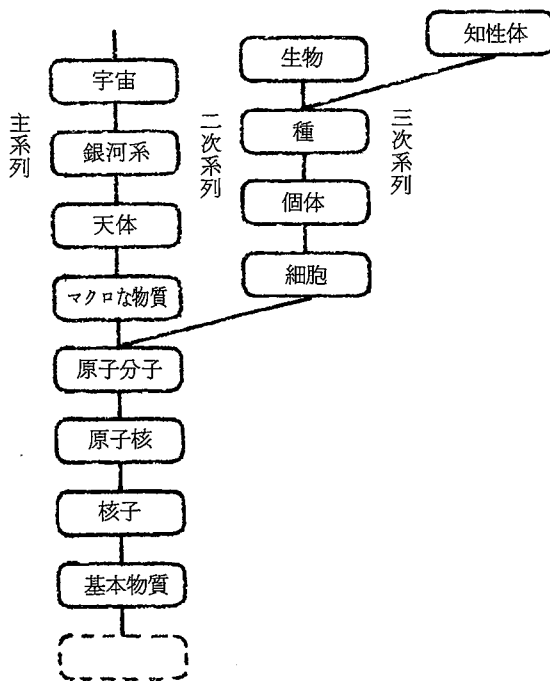 知性体
生物
宇宙
種
主系列
二次系列
三次系列
銀河系
個体
天体
細胞
マクロな物質
原子分子
原子核
核子
基本物質